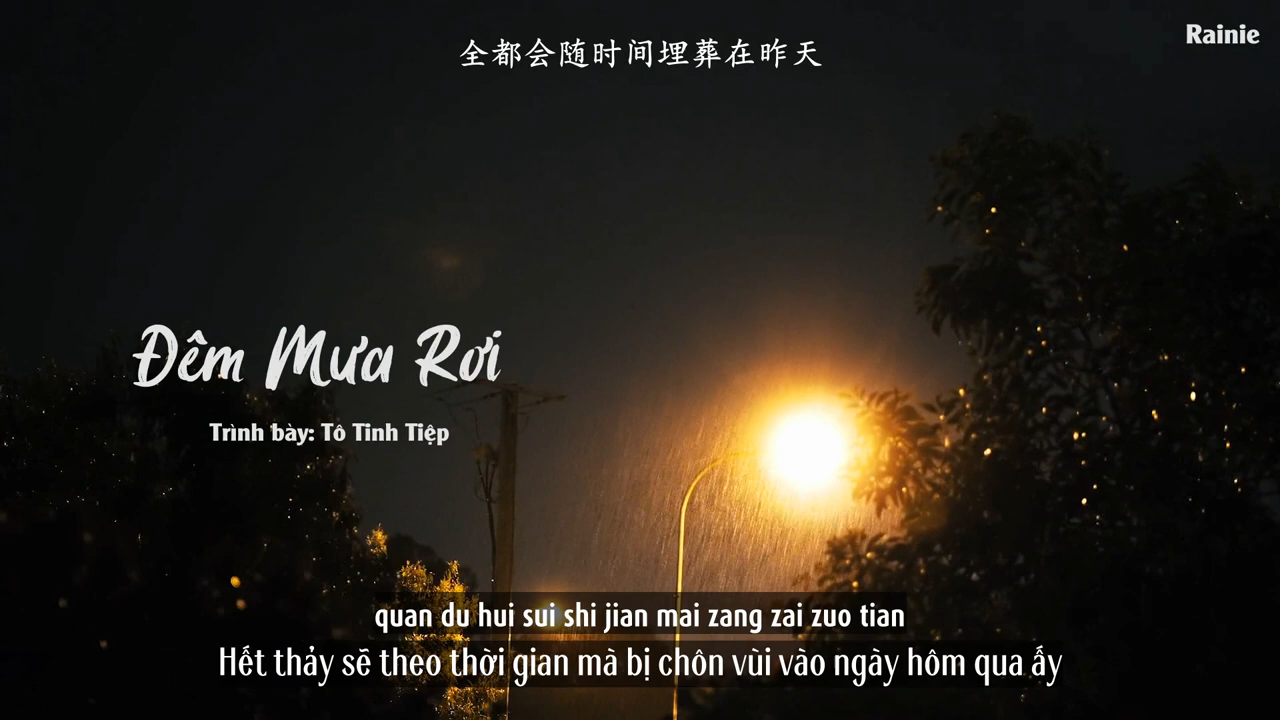 全都会随时间埋葬在昨天
Rainie
Đêm Mưa Rơi
Trình bày: Tô Tinh Tiệp
quan du hui sui shi jian mai zang zai zuo tian
Hết thảy sẽ theo thời gian mà bị chôn vùi vào ngày hôm qua ấy